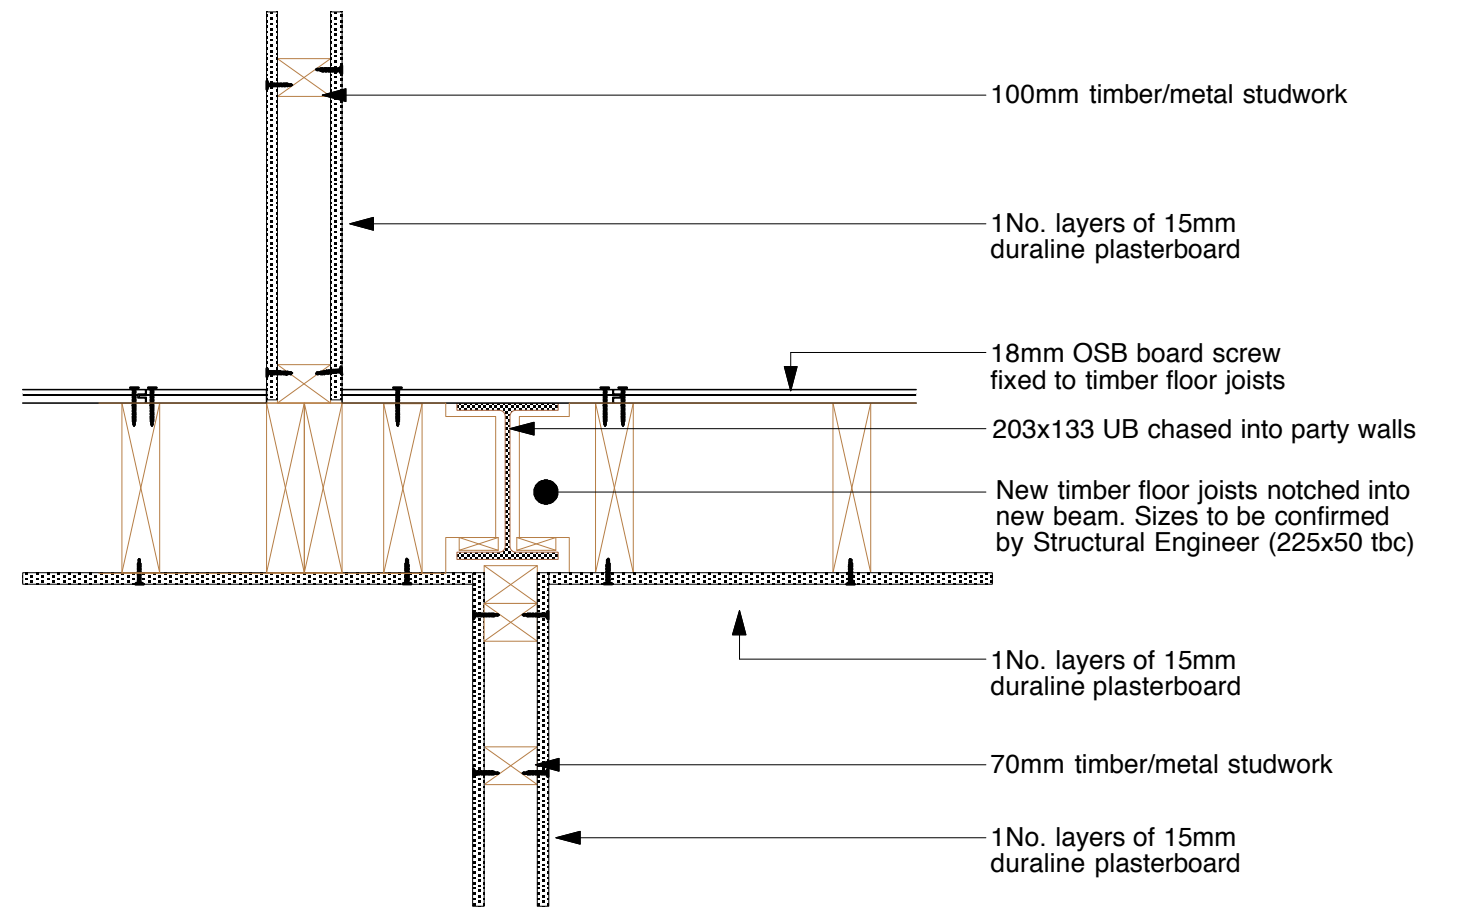 100mm timber/metal studwork
1No. layers of 15mm
duraline plasterboard
18mm OSB board screw
fixed to timber floor joists
203x133 UB chased into party walls
New timber floor joists notched into
new beam. Sizes to be confirmed
by Structural Engineer (225x50 tbc)
1No. layers of 15mm
duraline plasterboard
70mm timber/metal studwork
1No. layers of 15mm
duraline plasterboard